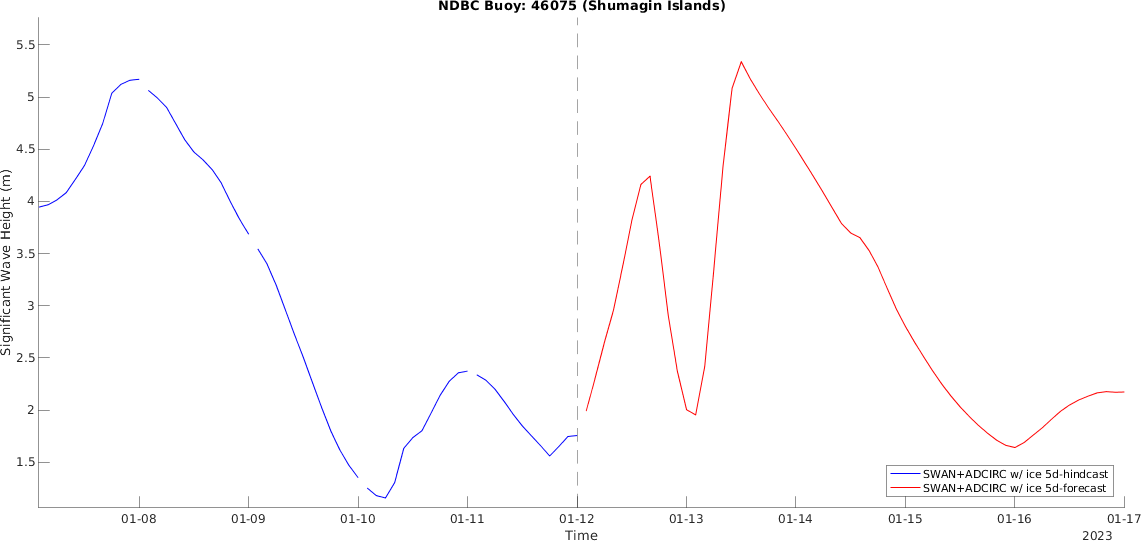 NDBC Buoy: 46075 (Shumagin Islands)
5.5
5
4.5
4
3.5
3
2.5
2
1.5
Significant Wave Height (m)
SWAN+ADCIRC w/ ice 5d-hindcast
SWAN+ADCIRC w/ ice 5d-forecast
01-08 01-09 01-10 01-11 01-12 01-13 01-14 01-15 01-16 01-17
Time
2023